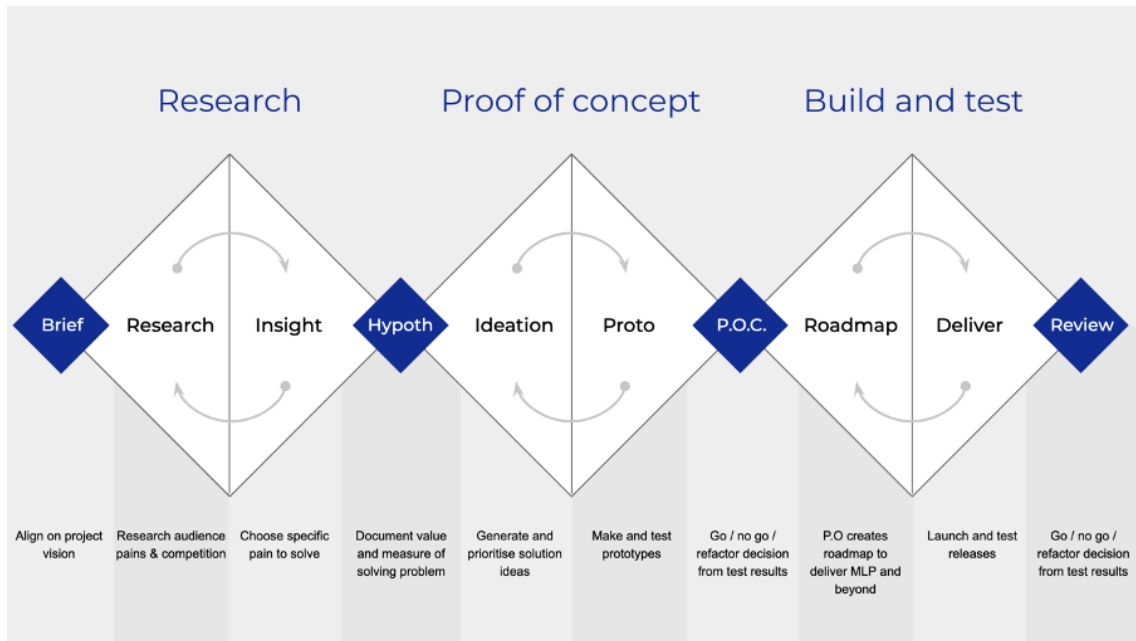 Research
Proof of concept
Build and test
Brief
Research
Insight
Hypoth
Ideation
Proto
P.O.C.
Roadmap
Deliver
Review
Align on project
vision
Research audience
pains & competition
Choose specific
pain to solve
Document value
and measure of
solving problem
Generate and
prioritise solution
ideas
Make and test
prototypes
Go / no go /
refactor decision
from test results
P.O creates
roadmap to
deliver MLP and
beyond
Launch and test
releases
Go / no go /
refactor decision
from test results